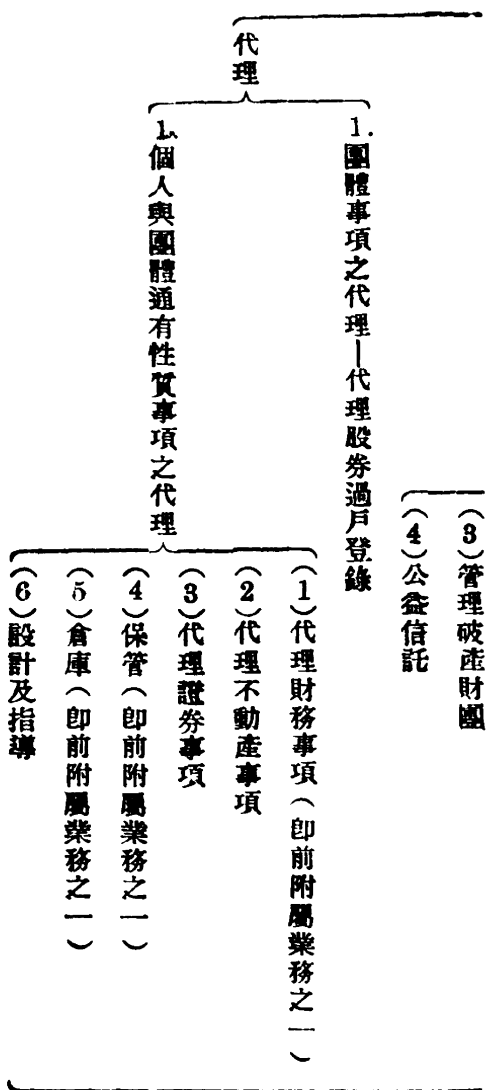 (3)管理破產財團
(4)公益信託
代理
1.團體事項之代理—代理股券過戶登錄
1.個人與團體通有性質事項之代理
(1)代理財務事項(卽前附屬業務之一)
(2)代理不動產事項
(3)代理證券事項
(4)保管(卽前附屬業務之一)
(5)倉庫(卽前附屬業務之一)
(6)設計及指導